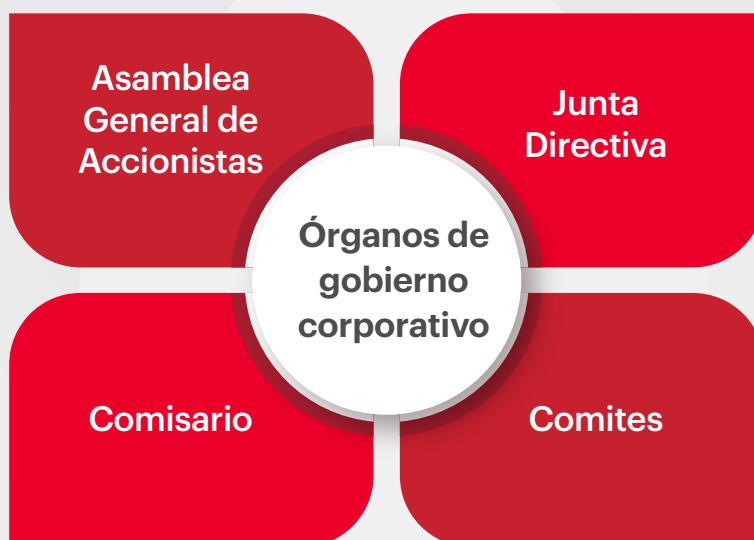 Asamblea
General de
Accionistas
Junta
Directiva
Órganos de
gobierno
corporativo
Comisario
Comites